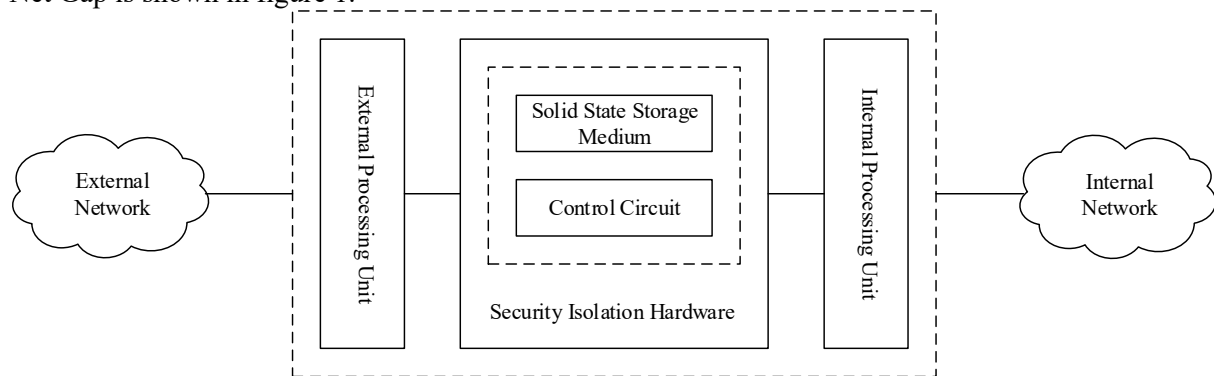 Net Gap is shown in figure 1.
External
Network
External Processing Unit
Solid State Storage
Medium
Control Circuit
Security Isolation Hardware
Internal Processing Unit
Internal
Network